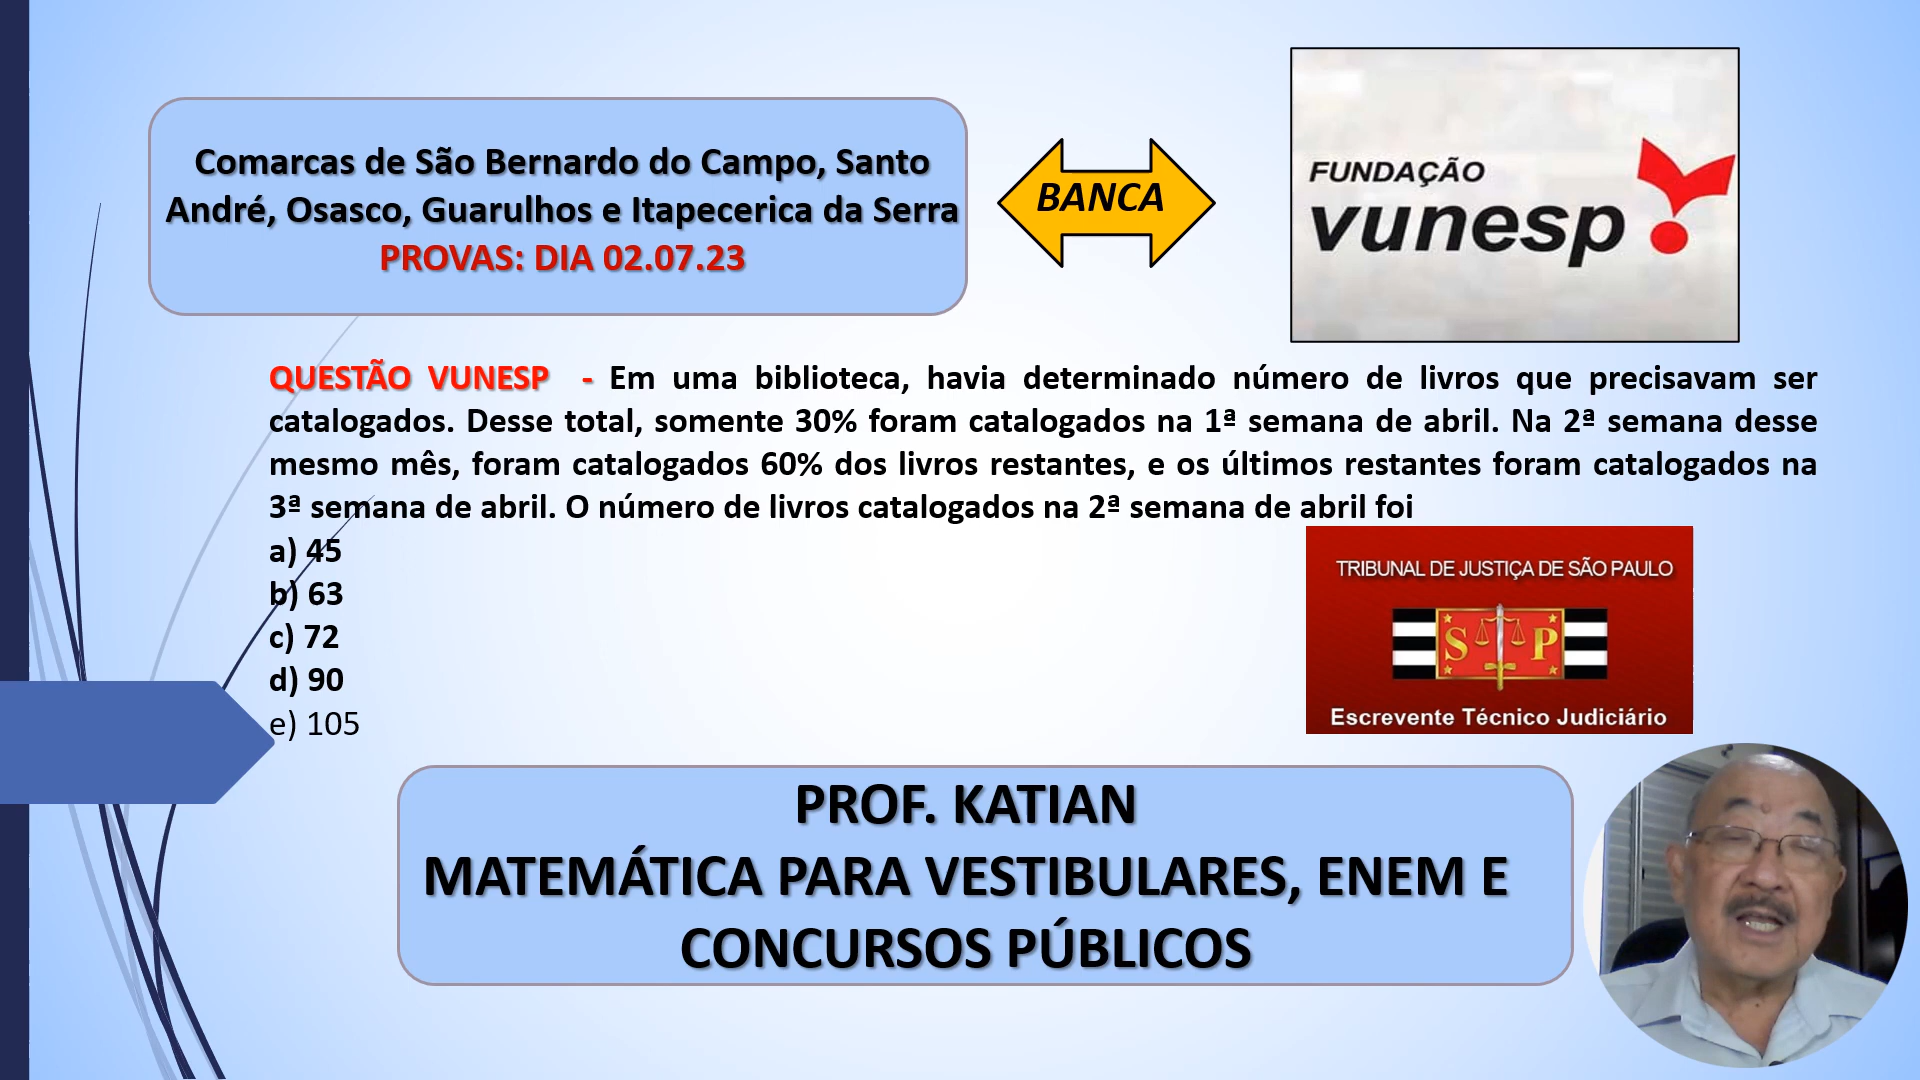 Comarcas de São Bernardo do Campo, Santo
André, Osasco, Guarulhos e Itapecerica da Serra
PROVAS: DIA 02.07.23
BANCA
FUNDAÇÃO
vunesp
QUESTÃO VUNESP - Em uma biblioteca, havia determinado número de livros que precisavam ser
catalogados. Desse total, somente 30% foram catalogados na 1ª semana de abril. Na 2ª semana desse
mesmo mês, foram catalogados 60% dos livros restantes, e os últimos restantes foram catalogados na
3ª semana de abril. O número de livros catalogados na 2ª semana de abril foi
a) 45
b) 63
c) 72
d) 90
e) 105
TRIBUNAL DE JUSTIÇA DE SÃO PAULO
S P
Escrevente Técnico Judiciário
PROF. KATIAN
MATEMÁTICA PARA VESTIBULARES, ENEM E
CONCURSOS PÚBLICOS